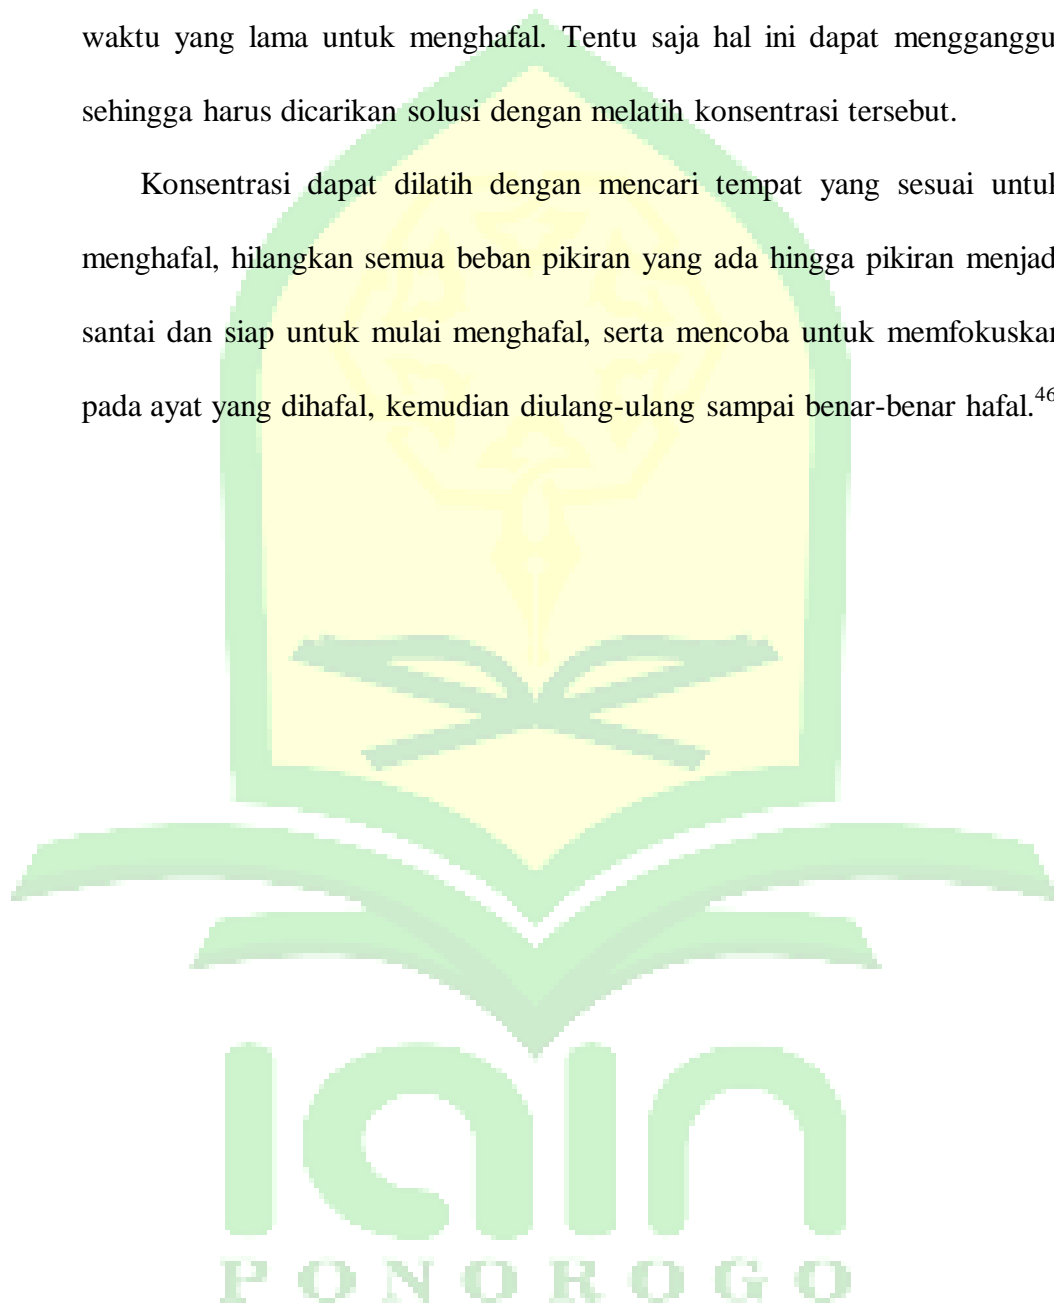 waktu yang lama untuk menghafal. Tentu saja hal ini dapat mengganggu
sehingga harus dicarikan solusi dengan melatih konsentrasi tersebut.
Konsentrasi dapat dilatih dengan mencari tempat yang sesuai untuk
menghafal, hilangkan semua beban pikiran yang ada hingga pikiran menjad
santai dan siap untuk mulai menghafal, serta mencoba untuk memfokuskan
pada ayat yang dihafal, kemudian diulang-ulang sampai benar-benar hafal.46
iain
PONOROGO